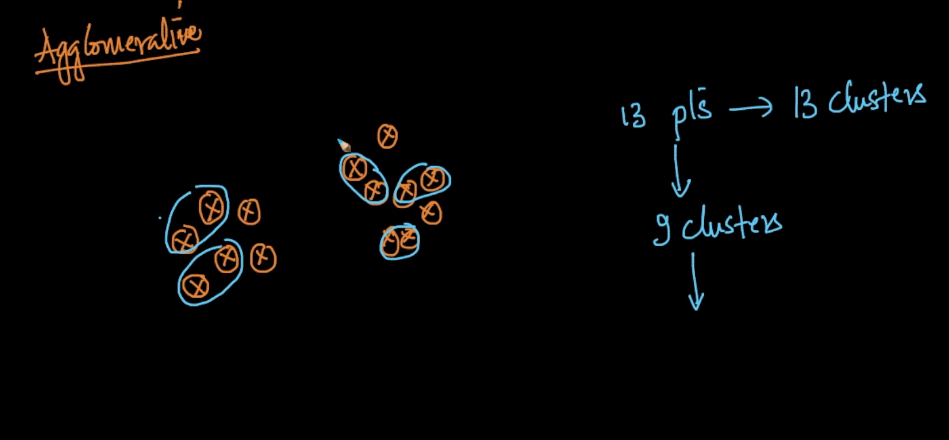 Agglomerative
13 pts → 13 clusters
9 clusters